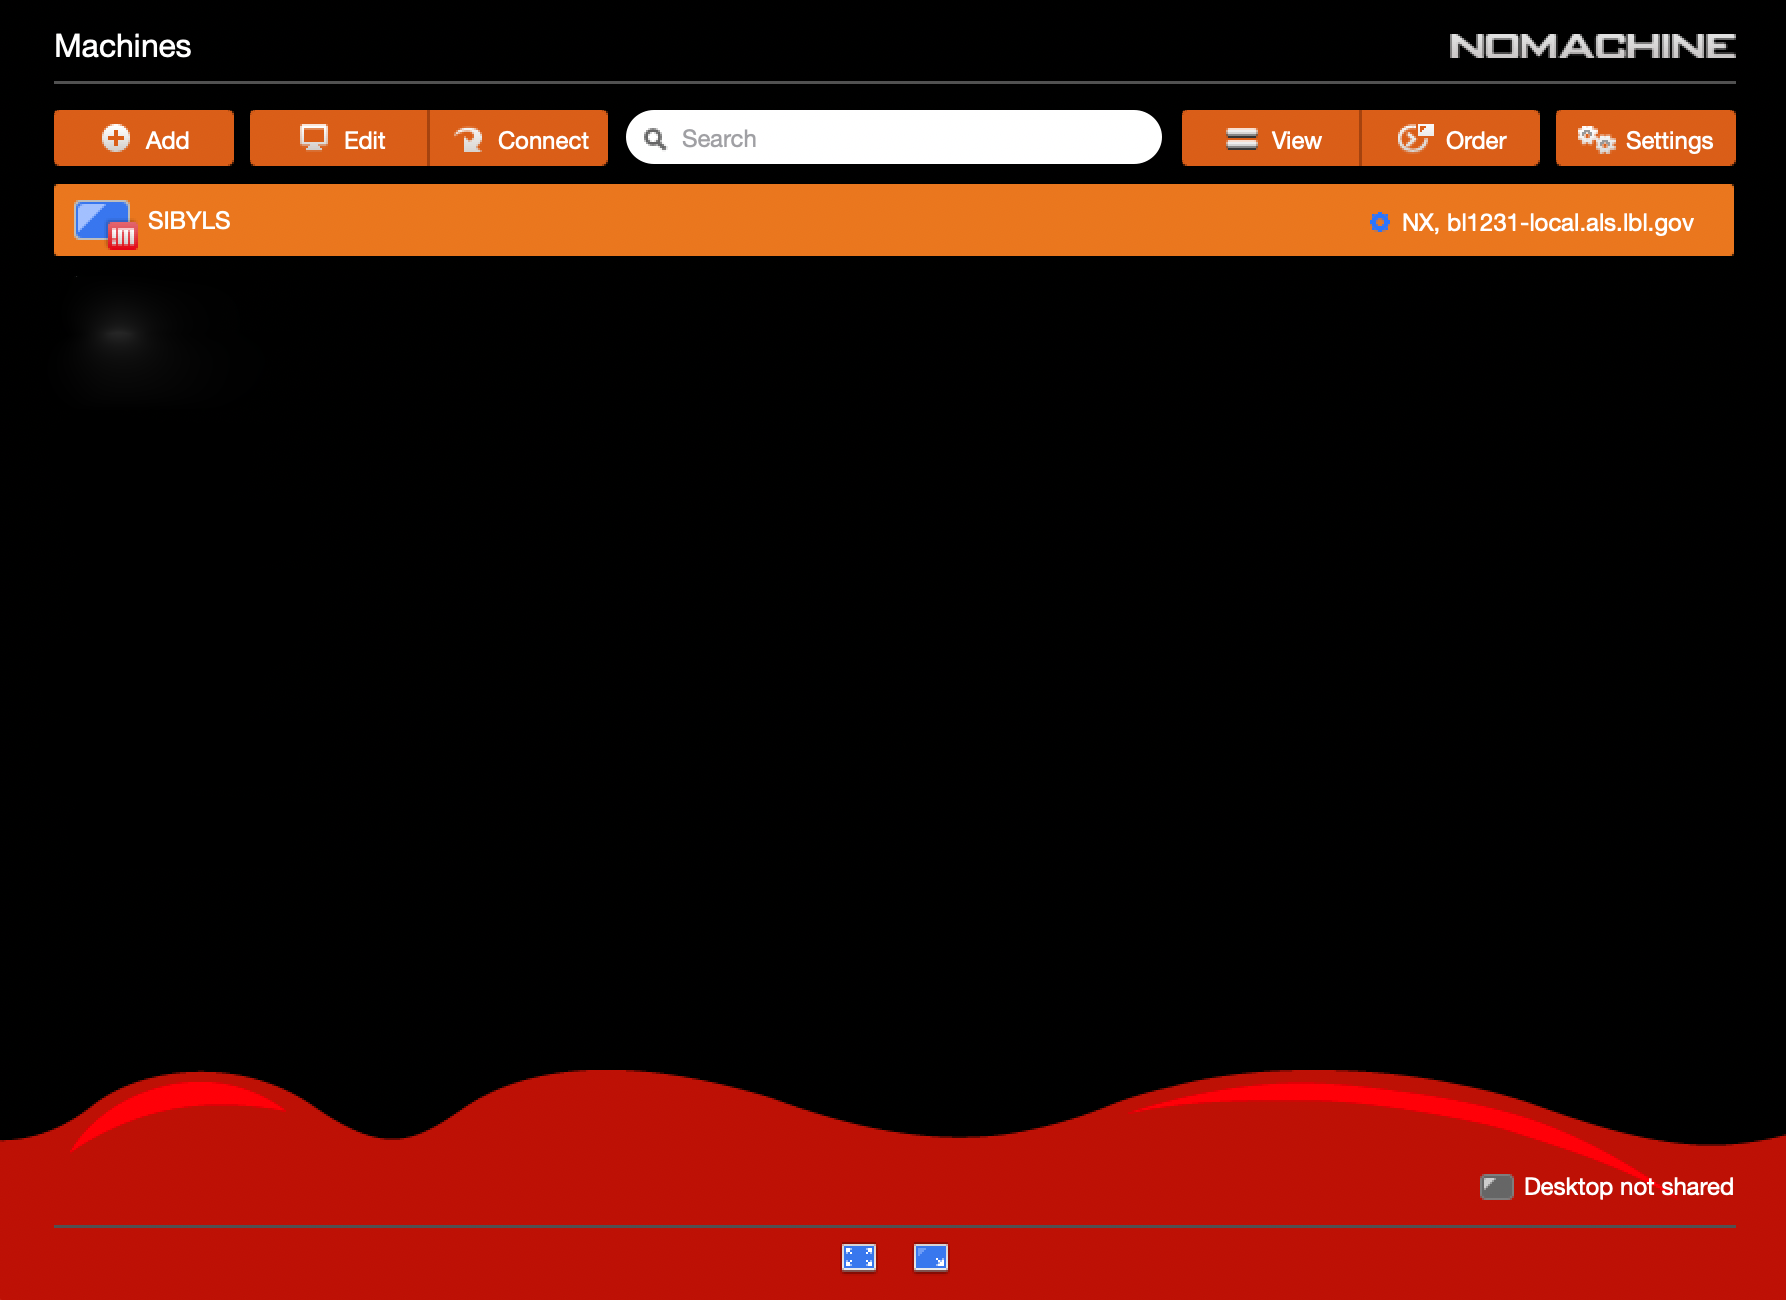 Machines
NOMACHINE
Add
Edit
Connect
Search
View
Order
Settings
SIBYLS
NX, bl1231-local.als.lbl.gov
!M
Desktop not shared